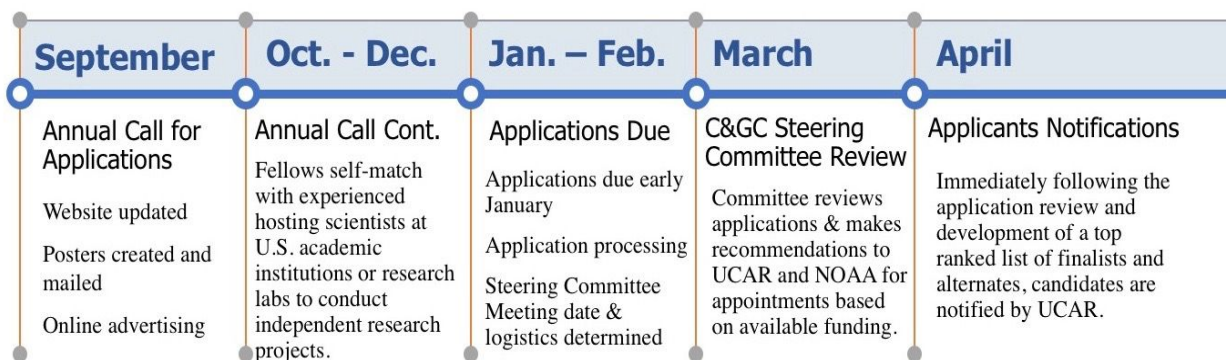 September
Oct. - Dec.
Jan. – Feb.
March
April
Annual Call for
Applications
Website updated
Posters created and
mailed
Online advertising
Annual Call Cont.
Fellows self-match
with experienced
hosting scientists at
U.S. academic
institutions or research
labs to conduct
independent research
projects.
Applications Due
Applications due early
January
Application processing
Steering Committee
Meeting date &
logistics determined
C&GC Steering
Committee Review
Committee reviews
applications & makes
recommendations to
UCAR and NOAA for
appointments based
on available funding.
Applicants Notifications
Immediately following the
application review and
development of a top
ranked list of finalists and
alternates, candidates are
notified by UCAR.